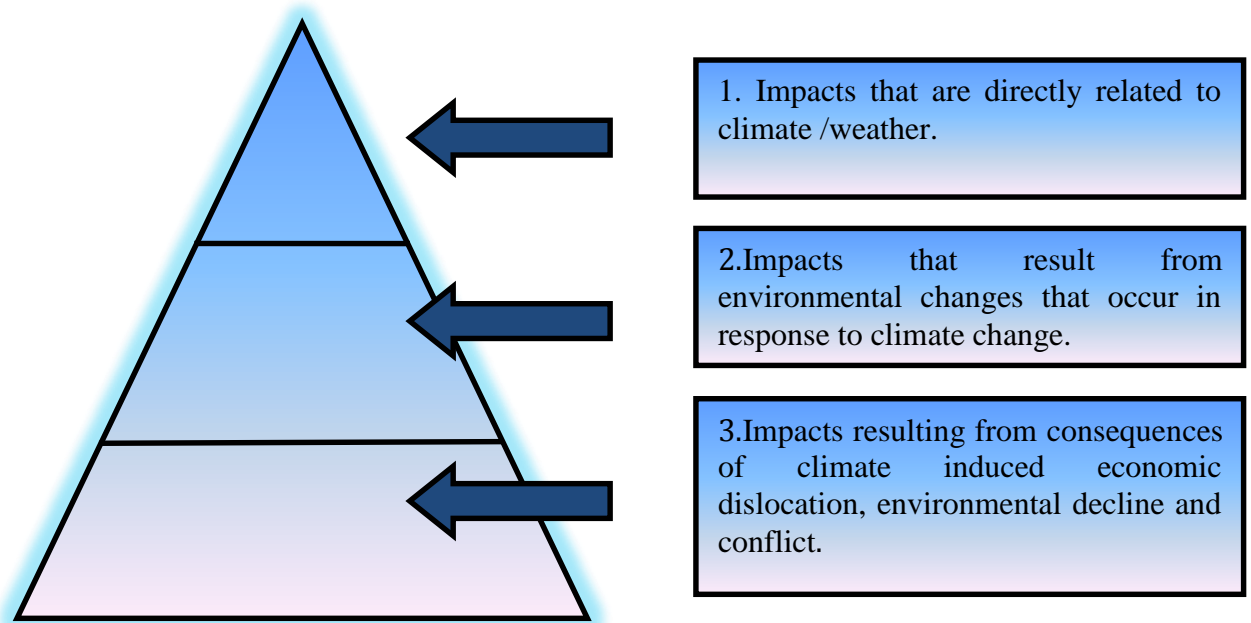 1. Impacts that are directly related to
climate /weather.
2.Impacts that result from
environmental changes that occur in
response to climate change.
3.Impacts resulting from consequences
of climate induced economic
dislocation, environmental decline and
conflict.